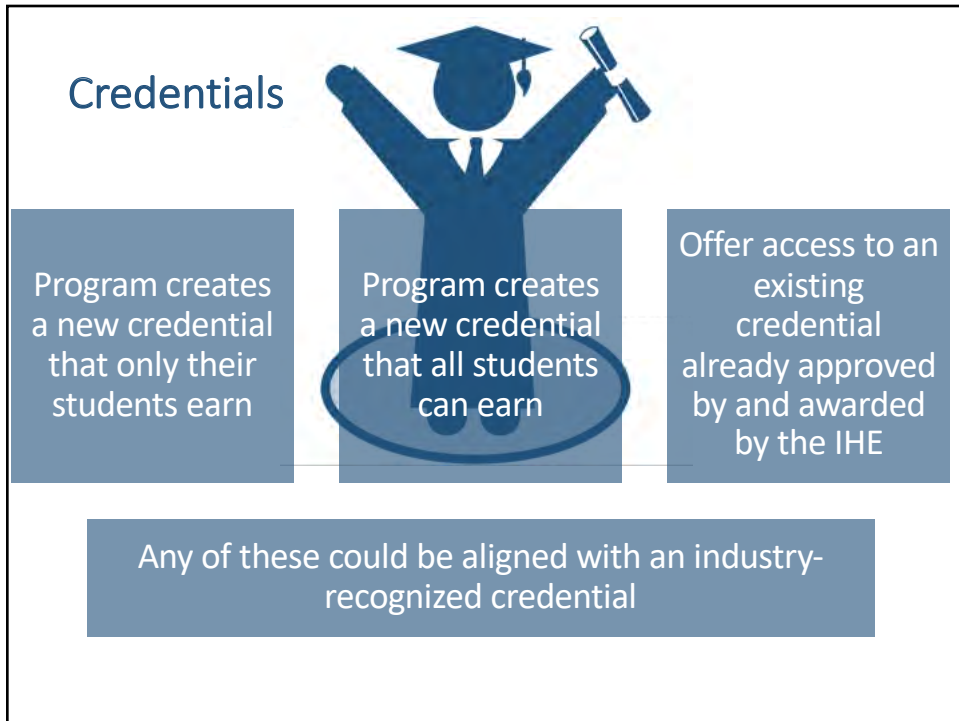 Credentials
Program creates
a new credential
that only their
students earn
Program creates
a new credential
that all students
can earn
Offer access to an
existing
credential
already approved
by and awarded
by the IHE
Any of these could be aligned with an industry-
recognized credential